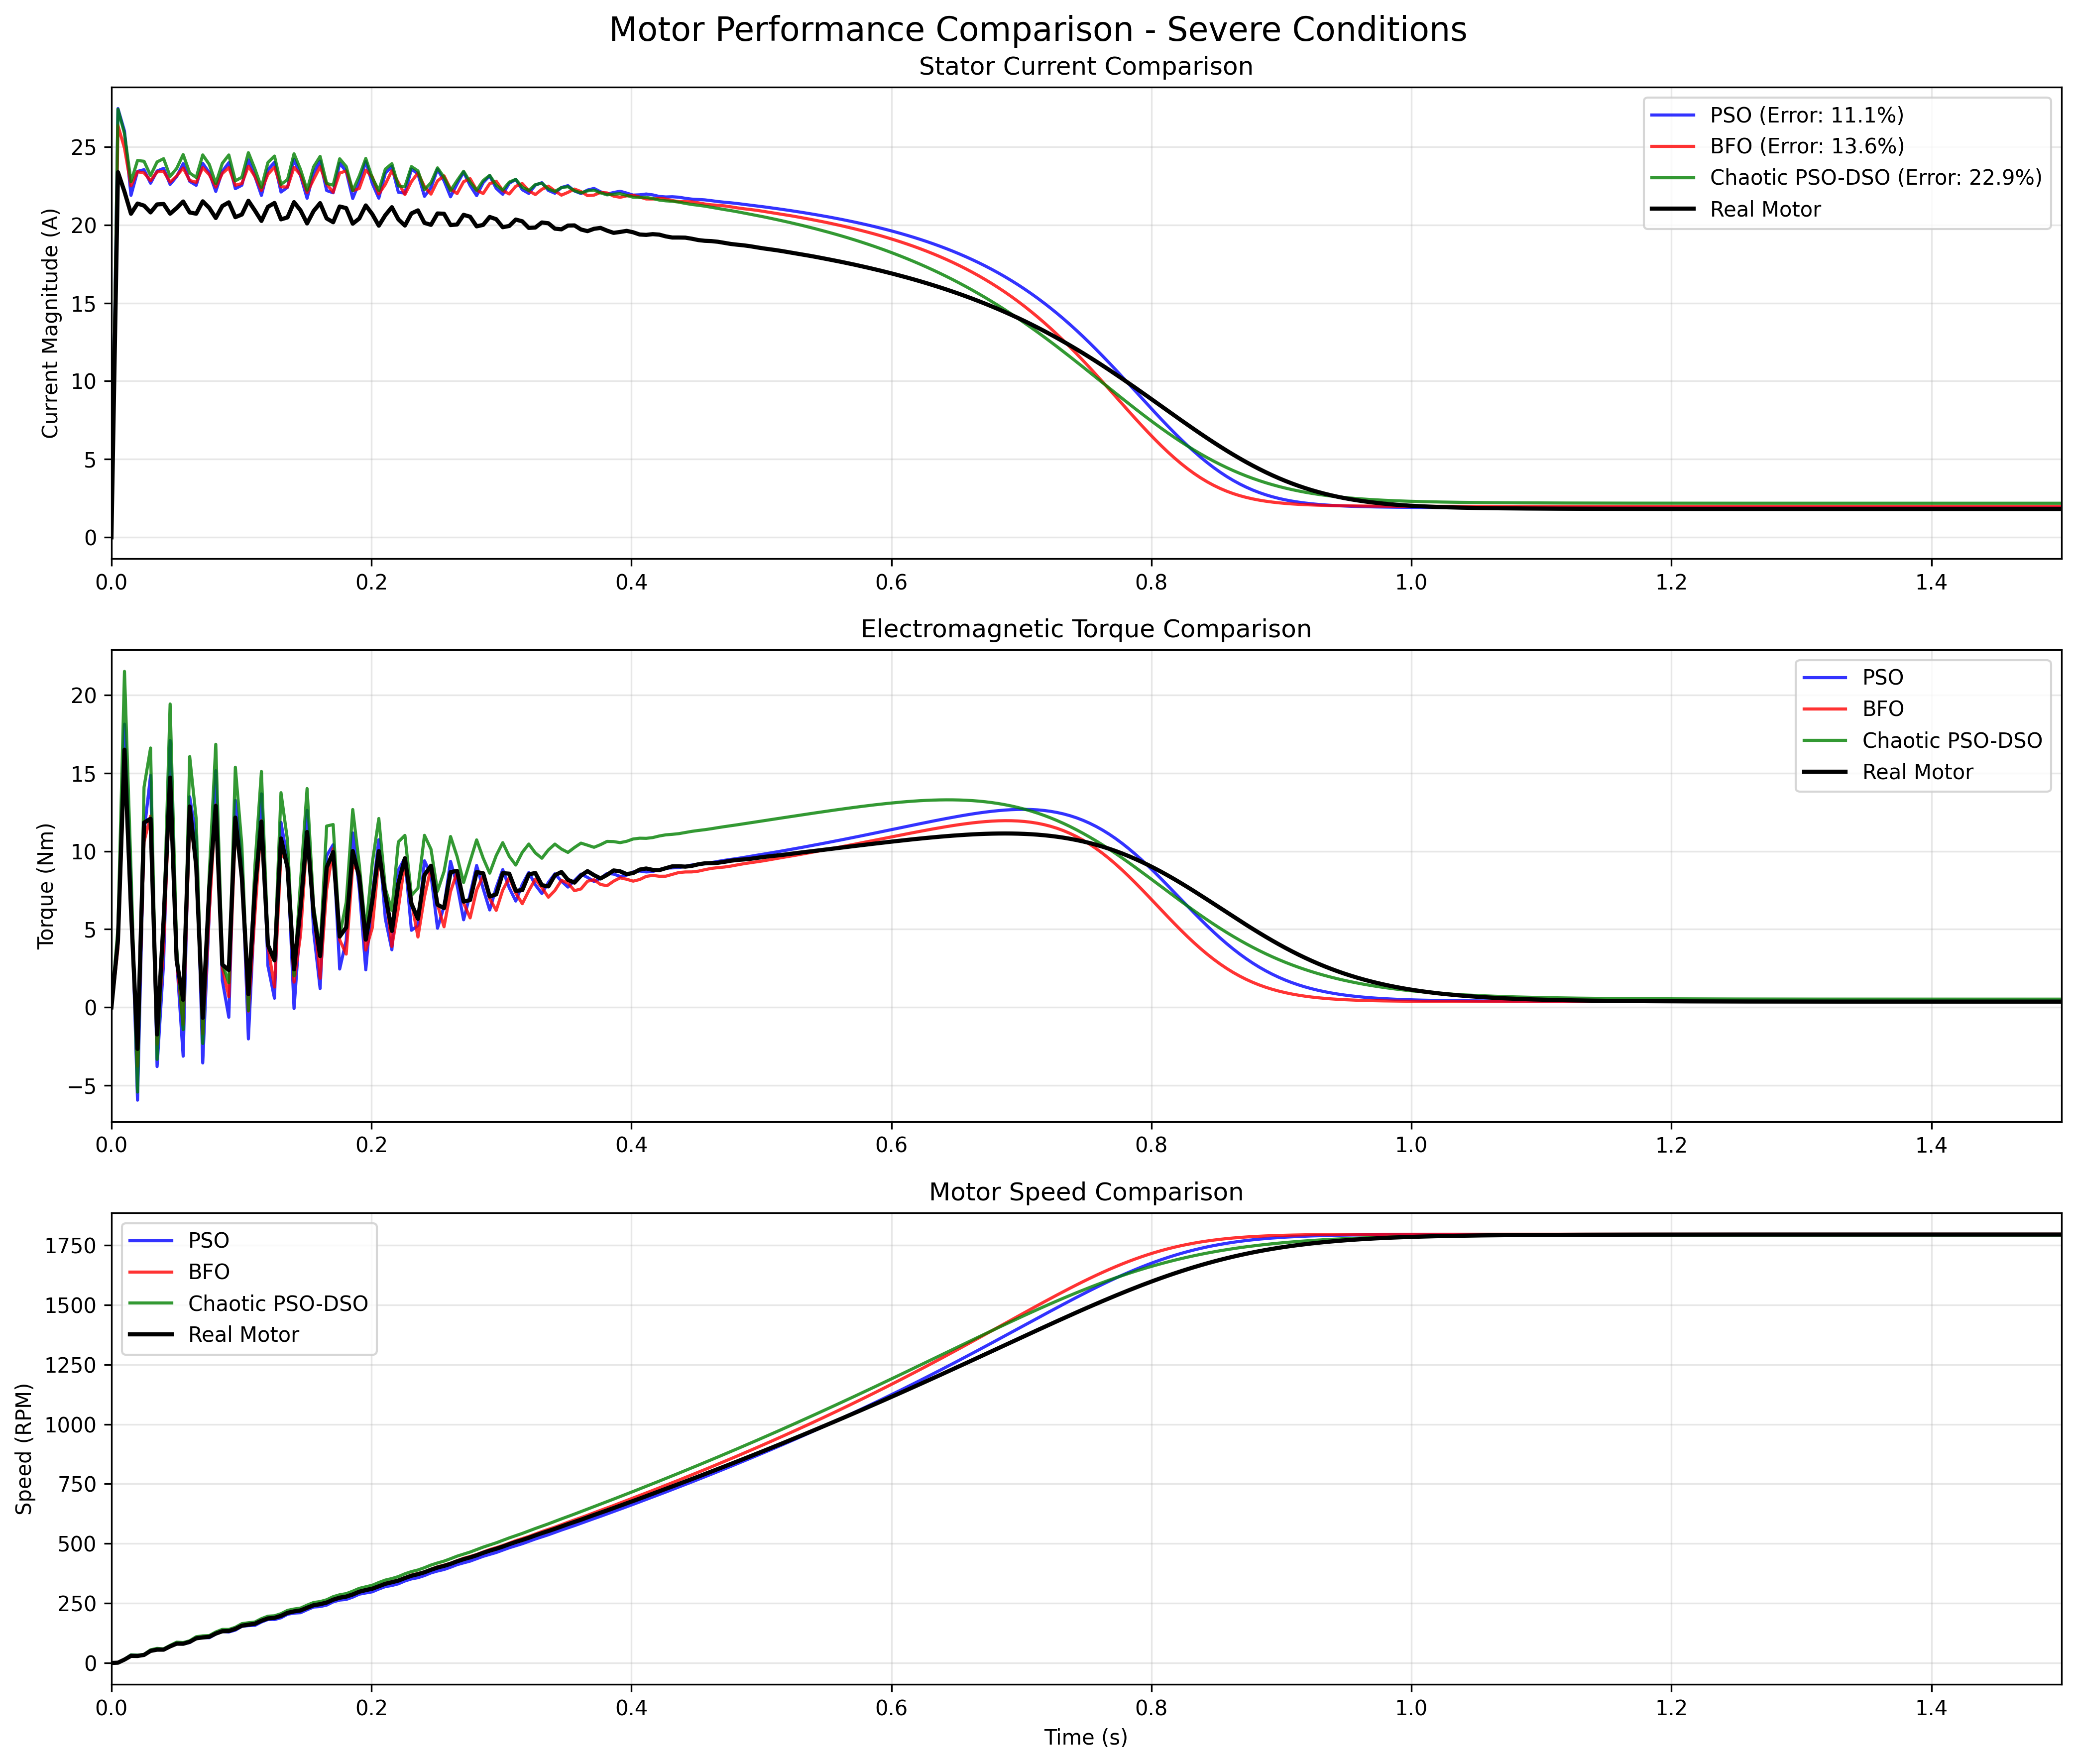 Motor Performance Comparison - Severe Conditions
Stator Current Comparison
Current Magnitude (A)
25
20
15
10
5
0
PSO (Error: 11.1%)
BFO (Error: 13.6%)
Chaotic PSO-DSO (Error: 22.9%)
Real Motor
0.0 0.2 0.4 0.6 0.8 1.0 1.2 1.4
Electromagnetic Torque Comparison
Torque (Nm)
20
15
10
5
0
−5
PSO
BFO
Chaotic PSO-DSO
Real Motor
0.0 0.2 0.4 0.6 0.8 1.0 1.2 1.4
Motor Speed Comparison
Speed (RPM)
1750
1500
1250
1000
750
500
250
0
PSO
BFO
Chaotic PSO-DSO
Real Motor
0.0 0.2 0.4 0.6 0.8 1.0 1.2 1.4
Time (s)